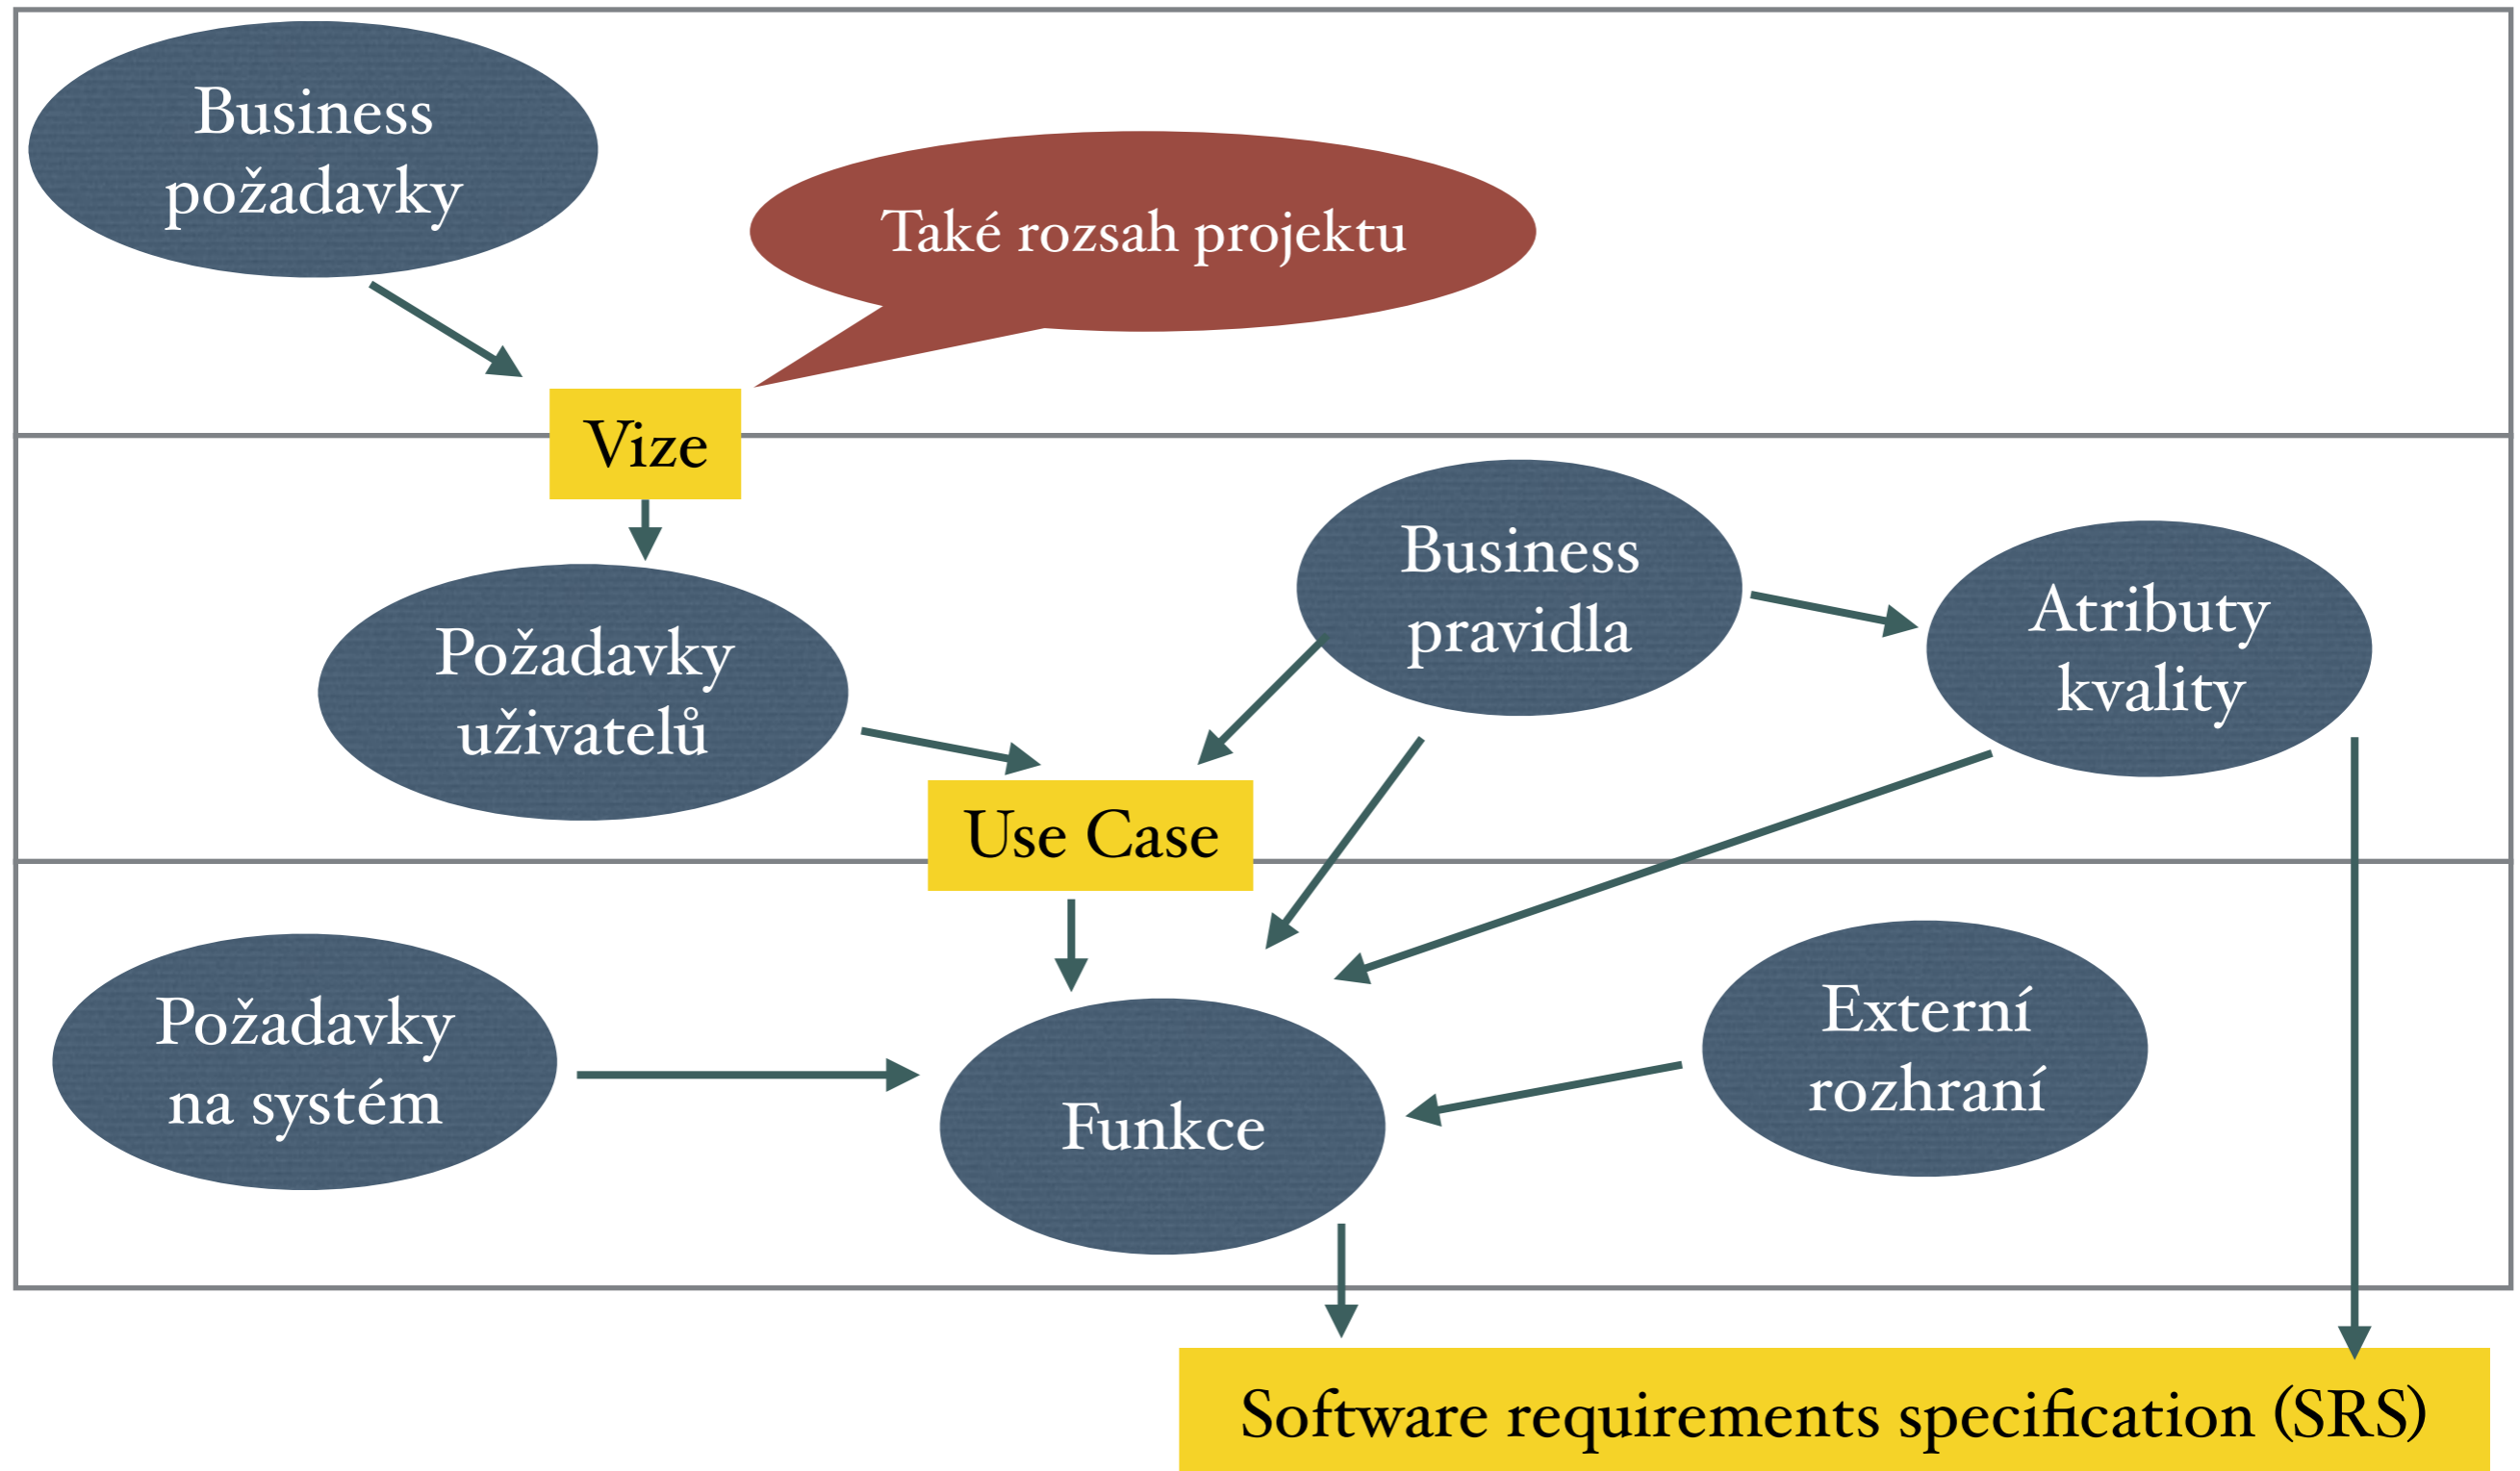 Business
požadavky
Také rozsah projektu
Vize
Business
pravidla
Atributy
kvality
Požadavky
uživatelů
Use Case
Požadavky
na systém
Externí
rozhraní
Funkce
Software requirements specification (SRS)